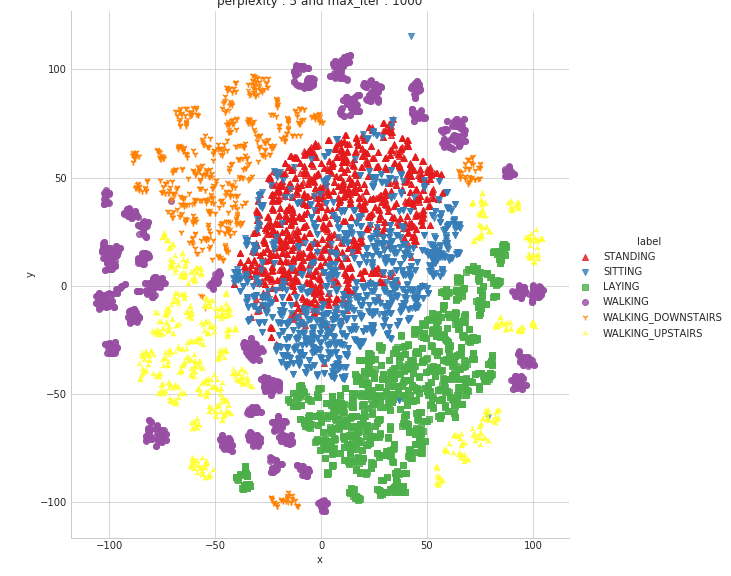 perplexity : 5 and max_iter : 1000
100
50
0
−50
−100
y
−100
−50
0
50
100
x
label
STANDING
SITTING
LAYING
WALKING
WALKING_DOWNSTAIRS
WALKING_UPSTAIRS